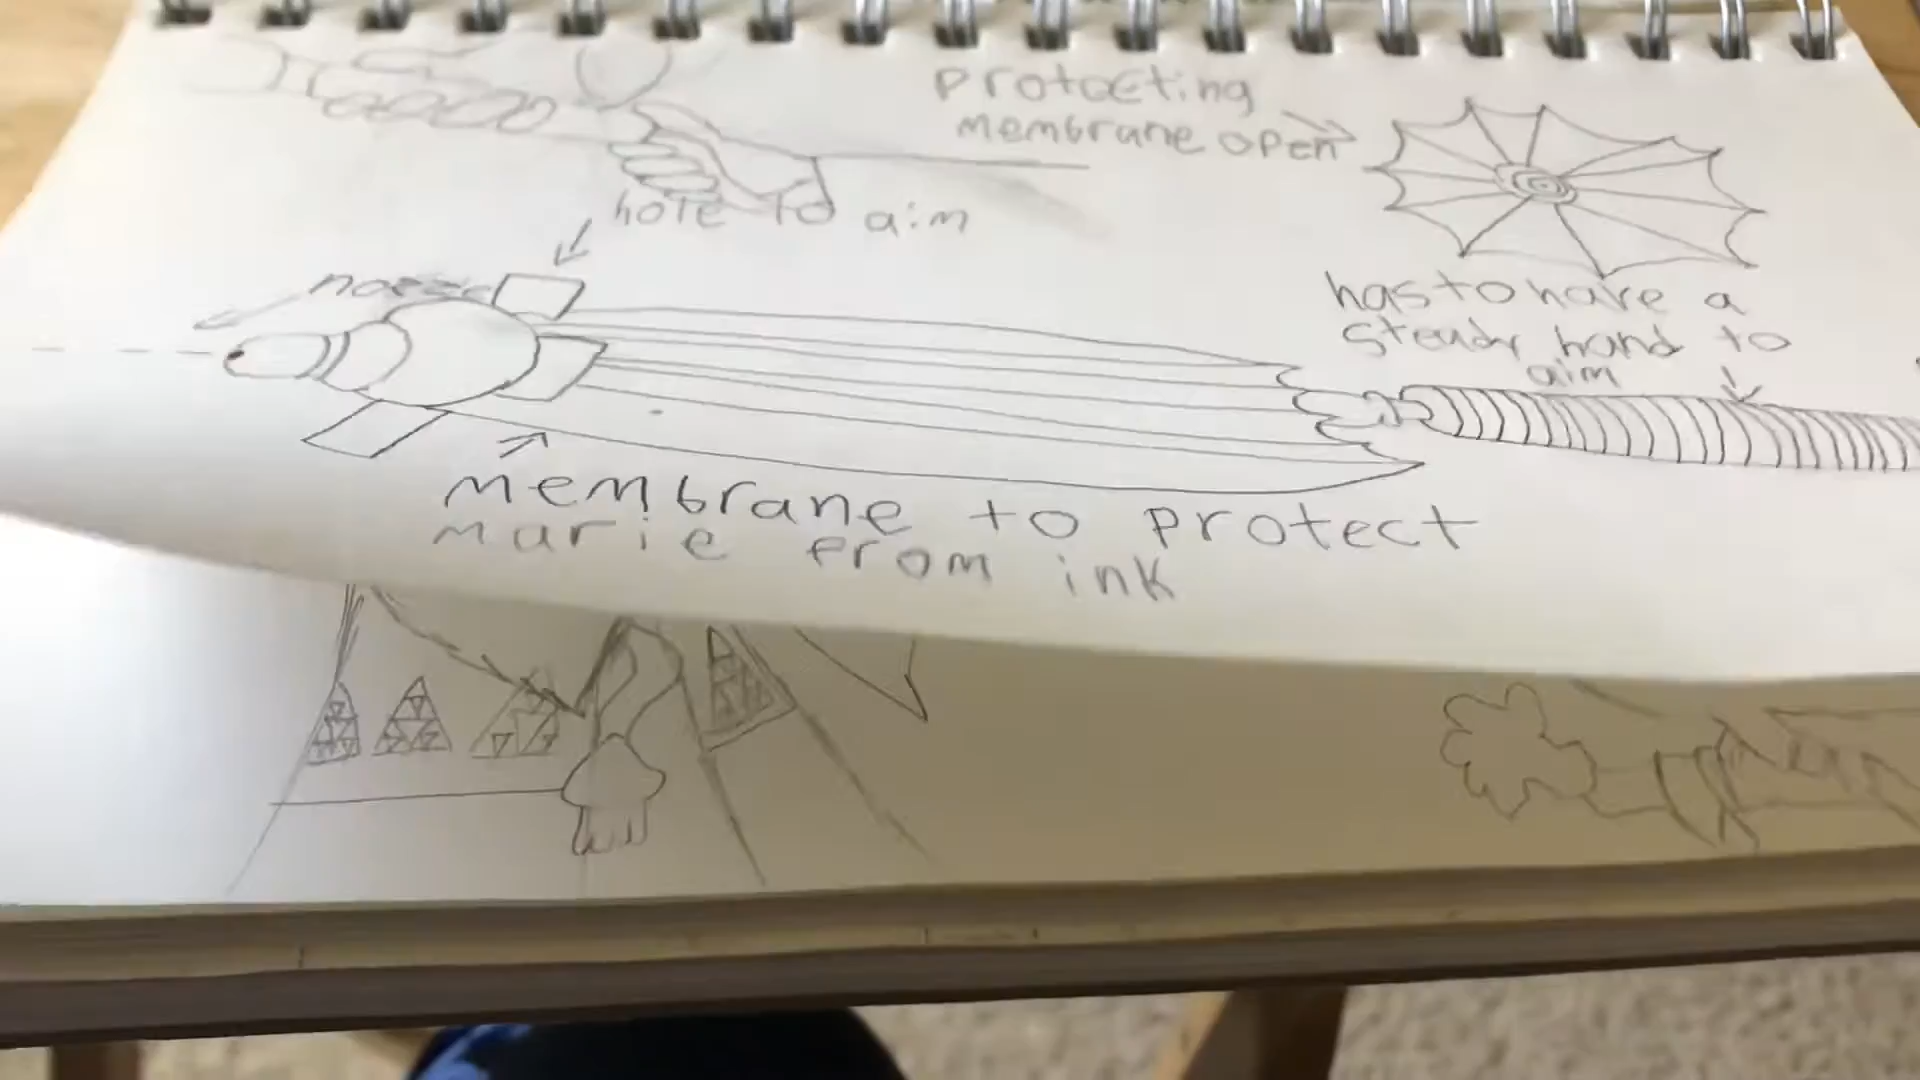 protecting
membrane open
hole to aim
has to have a
steady hand to
aim
membrane to protect
marie from ink